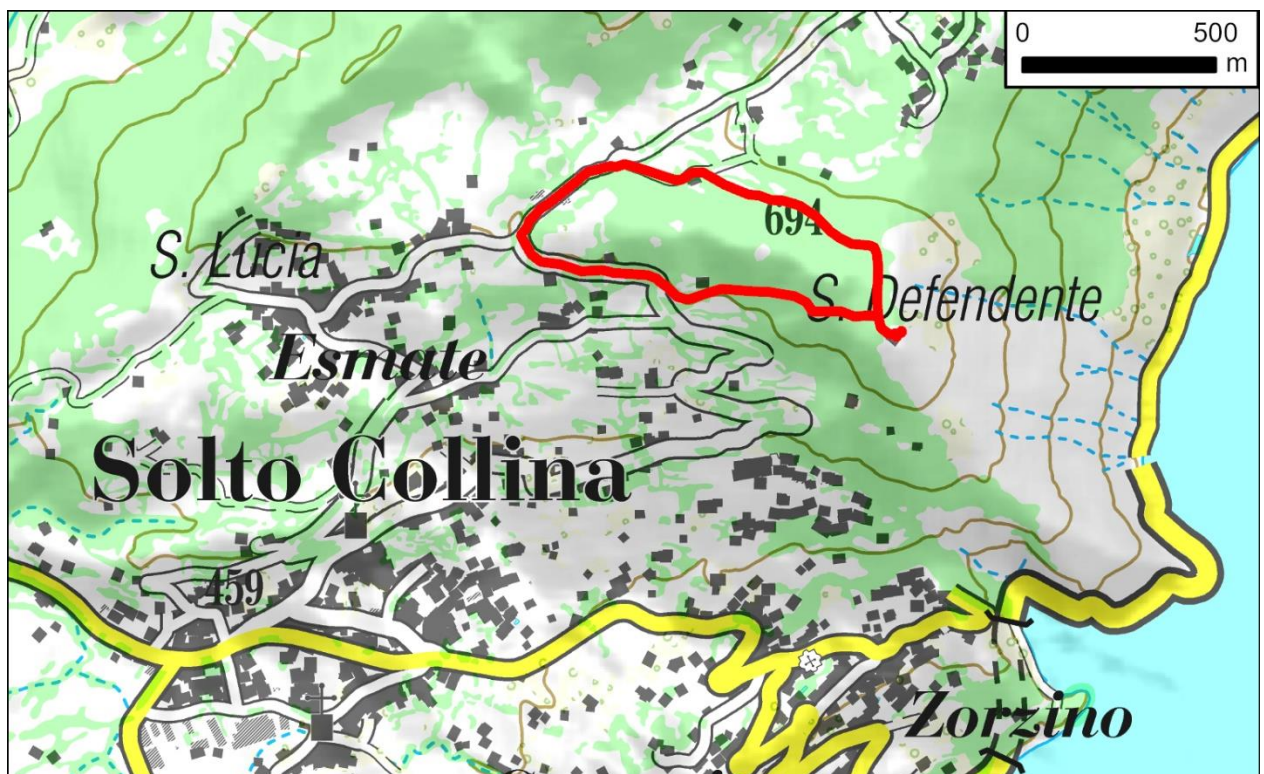 0 500
m
694
S. Lucia
S. Defendente
Esmate
Solto Collina
459
Zorzino